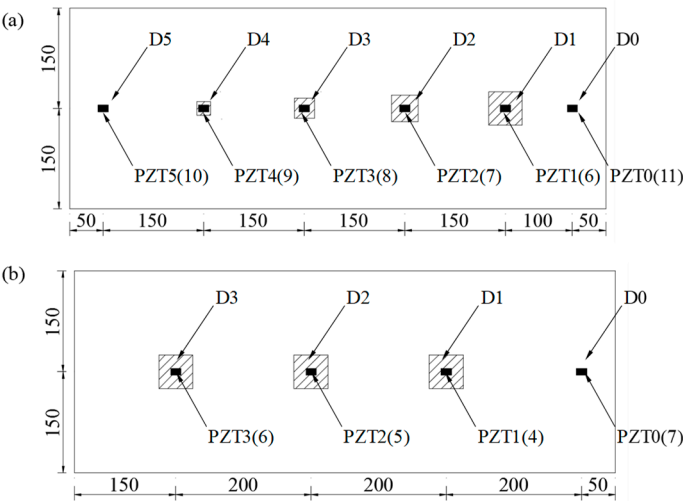 (a)
D5 D4 D3 D2 D1 D0
150
150
PZT5(10) PZT4(9) PZT3(8) PZT2(7) PZT1(6) PZT0(11)
50 150 150 150 150 100 50
(b)
D3 D2 D1 D0
150
150
PZT3(6) PZT2(5) PZT1(4) PZT0(7)
150 200 200 200 50